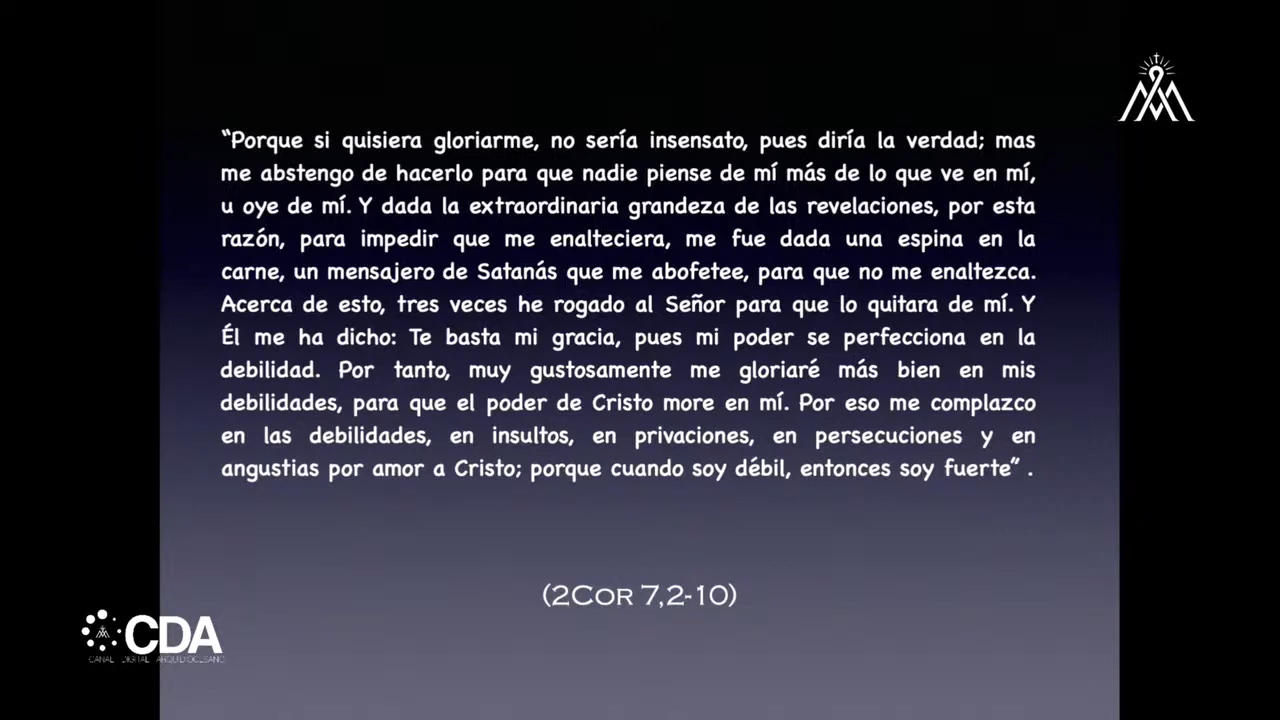 “Porque si quisiera gloriarme, no sería insensato, pues diría la verdad; mas
me abstengo de hacerlo para que nadie piense de mí más de lo que ve en mí,
u oye de mí. Y dada la extraordinaria grandeza de las revelaciones, por esta
razón, para impedir que me enalteciera, me fue dada una espina en la
carne, un mensajero de Satanás que me abofetee, para que no me enaltezca.
Acerca de esto, tres veces he rogado al Señor para que lo quitara de mí. Y
Él me ha dicho: Te basta mi gracia, pues mi poder se perfecciona en la
debilidad. Por tanto, muy gustosamente me gloriaré más bien en mis
debilidades, para que el poder de Cristo more en mí. Por eso me complazco
en las debilidades, en insultos, en privaciones, en persecuciones y en
angustias por amor a Cristo; porque cuando soy débil, entonces soy fuerte” .
(2Cor 7,2-10)
CDA
CANAL DIGITAL ARQUIDIOCESANO